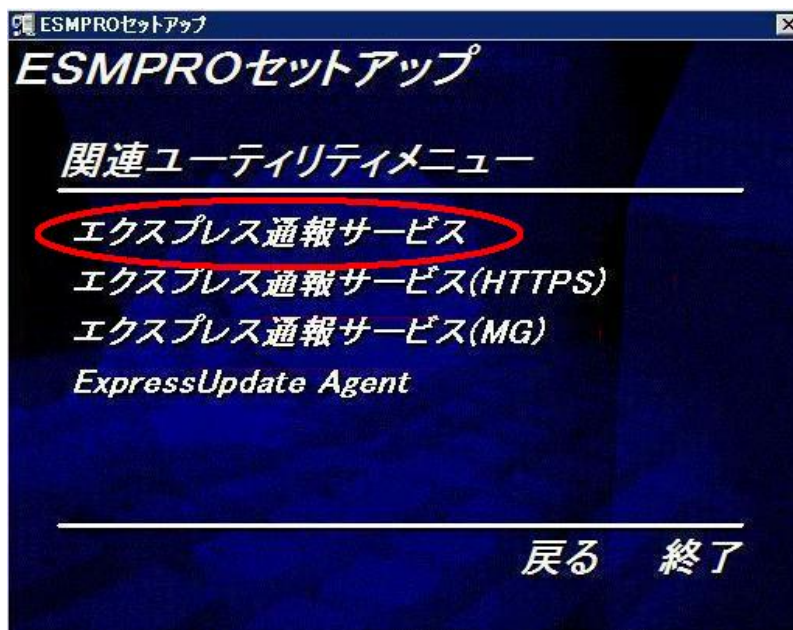 ESMPROセットアップ
ESMPROセットアップ
関連ユーティリティメニュー
エクスプレス通報サービス
エクスプレス通報サービス(HTTPS)
エクスプレス通報サービス(MG)
ExpressUpdate Agent
戻る 終了